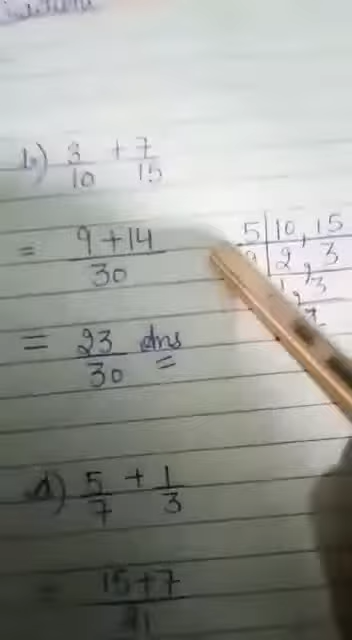 b) 3/10 + 7/15
= 9+14/30
5|10, 15
2, 3
1, 3
= 23/30 Ans
d) 5/7 + 1/3
= 15+7/21